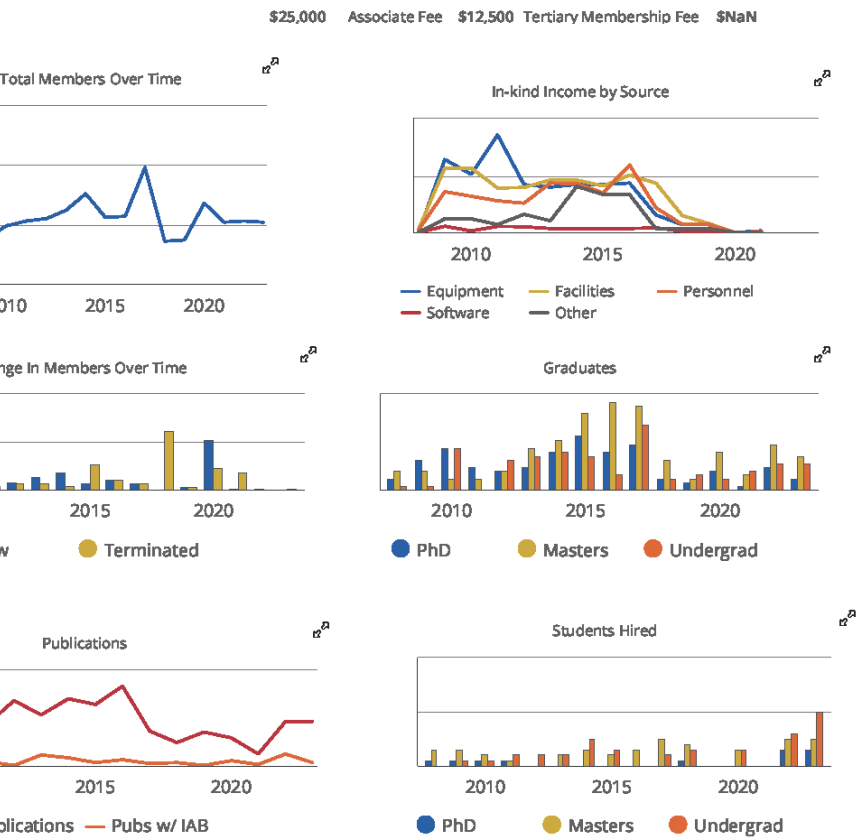 $25,000 Associate Fee $12,500 Tertiary Membership Fee $NaN
Total Members Over Time
010 2015 2020
In-kind Income by Source
2010 2015 2020
Equipment Facilities Personnel
Software Other
nge In Members Over Time
2015 2020
w Terminated
Graduates
2010 2015 2020
PhD Masters Undergrad
Publications
2015 2020
blications Pubs w/ IAB
Students Hired
2010 2015 2020
PhD Masters Undergrad